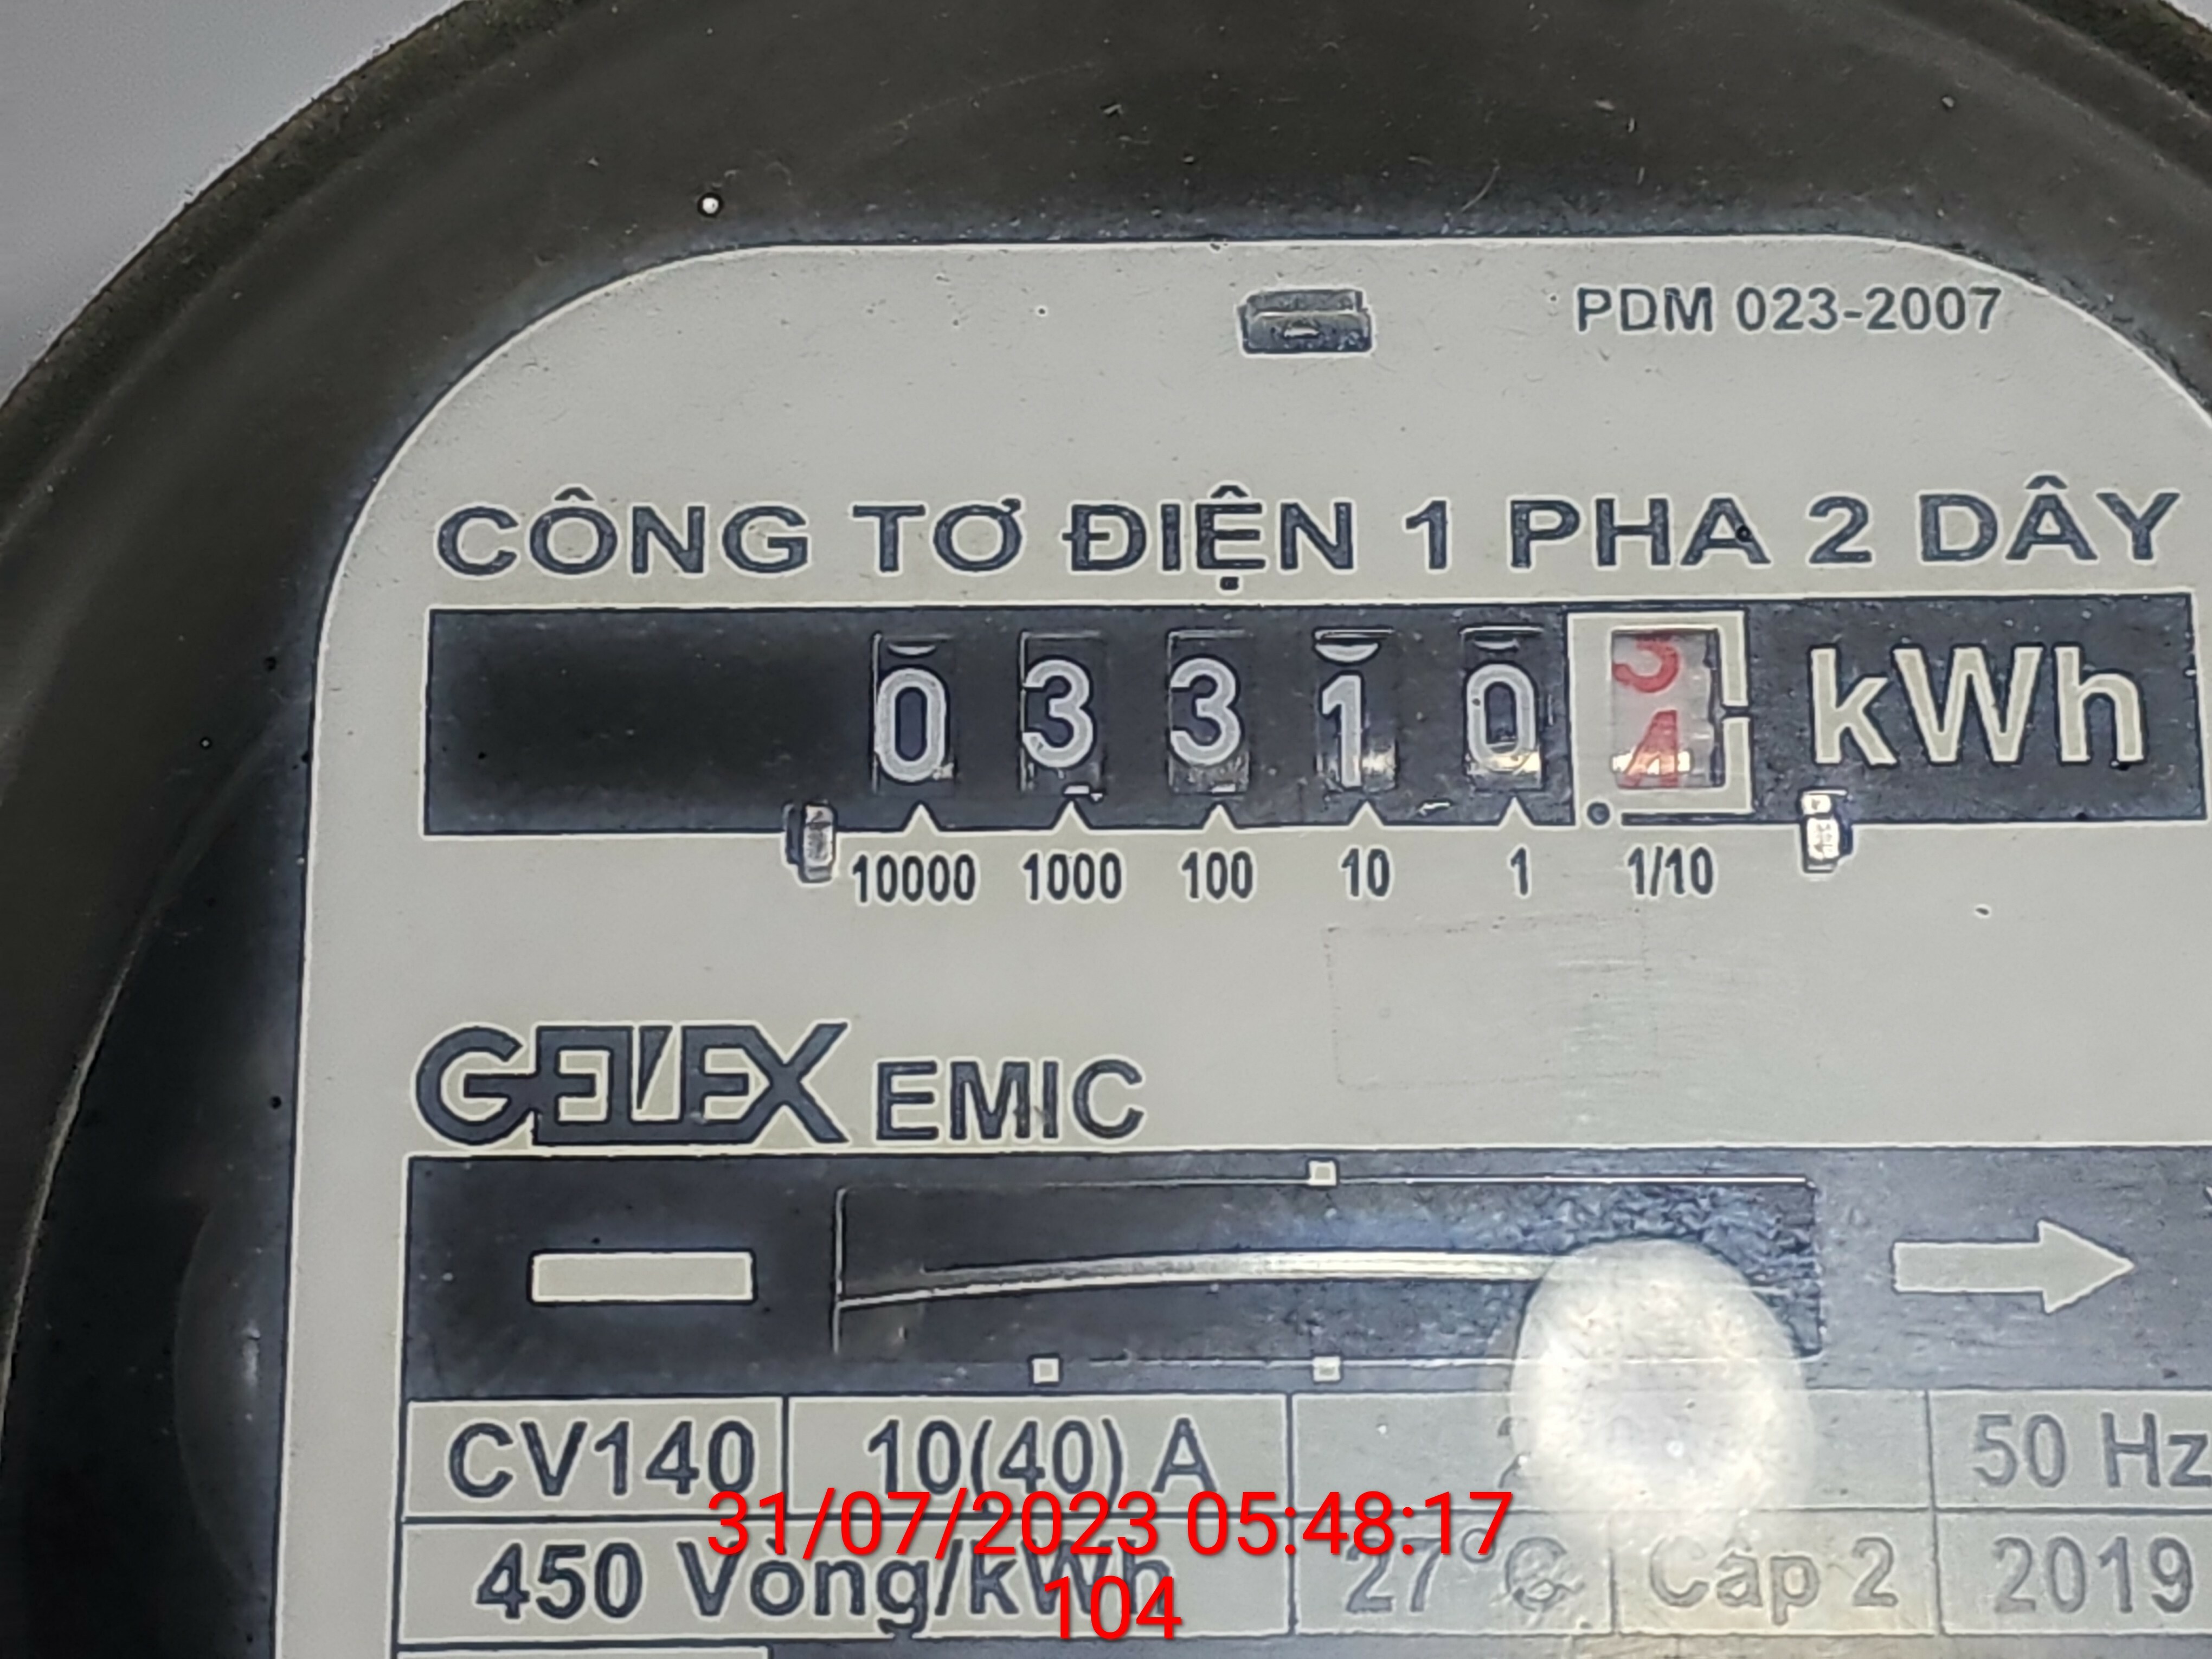 PDM 023-2007
CÔNG TƠ ĐIỆN 1 PHA 2 DÂY
0 3 3 1 0 kWh
10000 1000 100 10 1 1/10
GELEX EMIC
CV140 10(40) A 50 Hz
31/07/2023 05:48:17
450 Vòng/kWh 27°C Cấp 2 2019
104